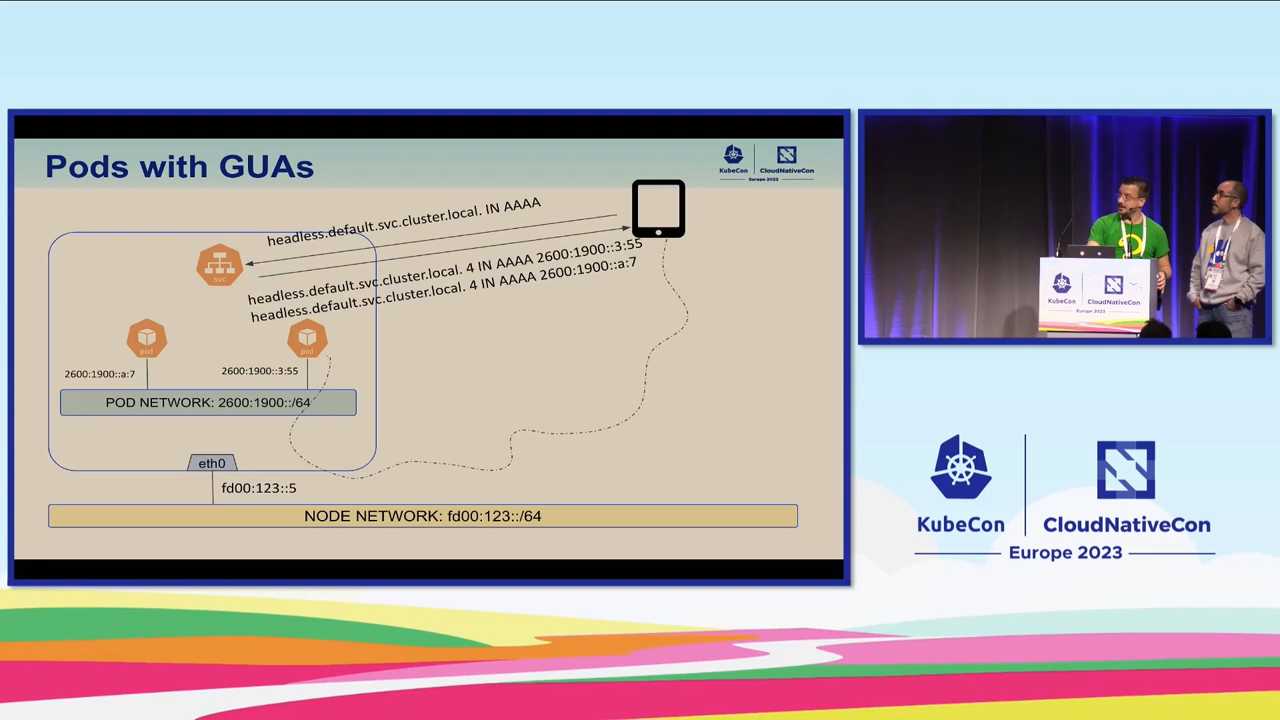 Pods with GUAs
KubeCon
CloudNativeCon
Europe 2023
headless.default.svc.cluster.local. IN AAAA
headless.default.svc.cluster.local. 4 IN AAAA 2600:1900::3:55
headless.default.svc.cluster.local. 4 IN AAAA 2600:1900::a:7
svc
pod
pod
2600:1900::a:7
2600:1900::3:55
POD NETWORK: 2600:1900::/64
eth0
fd00:123::5
NODE NETWORK: fd00:123::/64
KubeCon
CloudNativeCon
Europe 2023
KubeCon
CloudNativeCon
Europe 2023